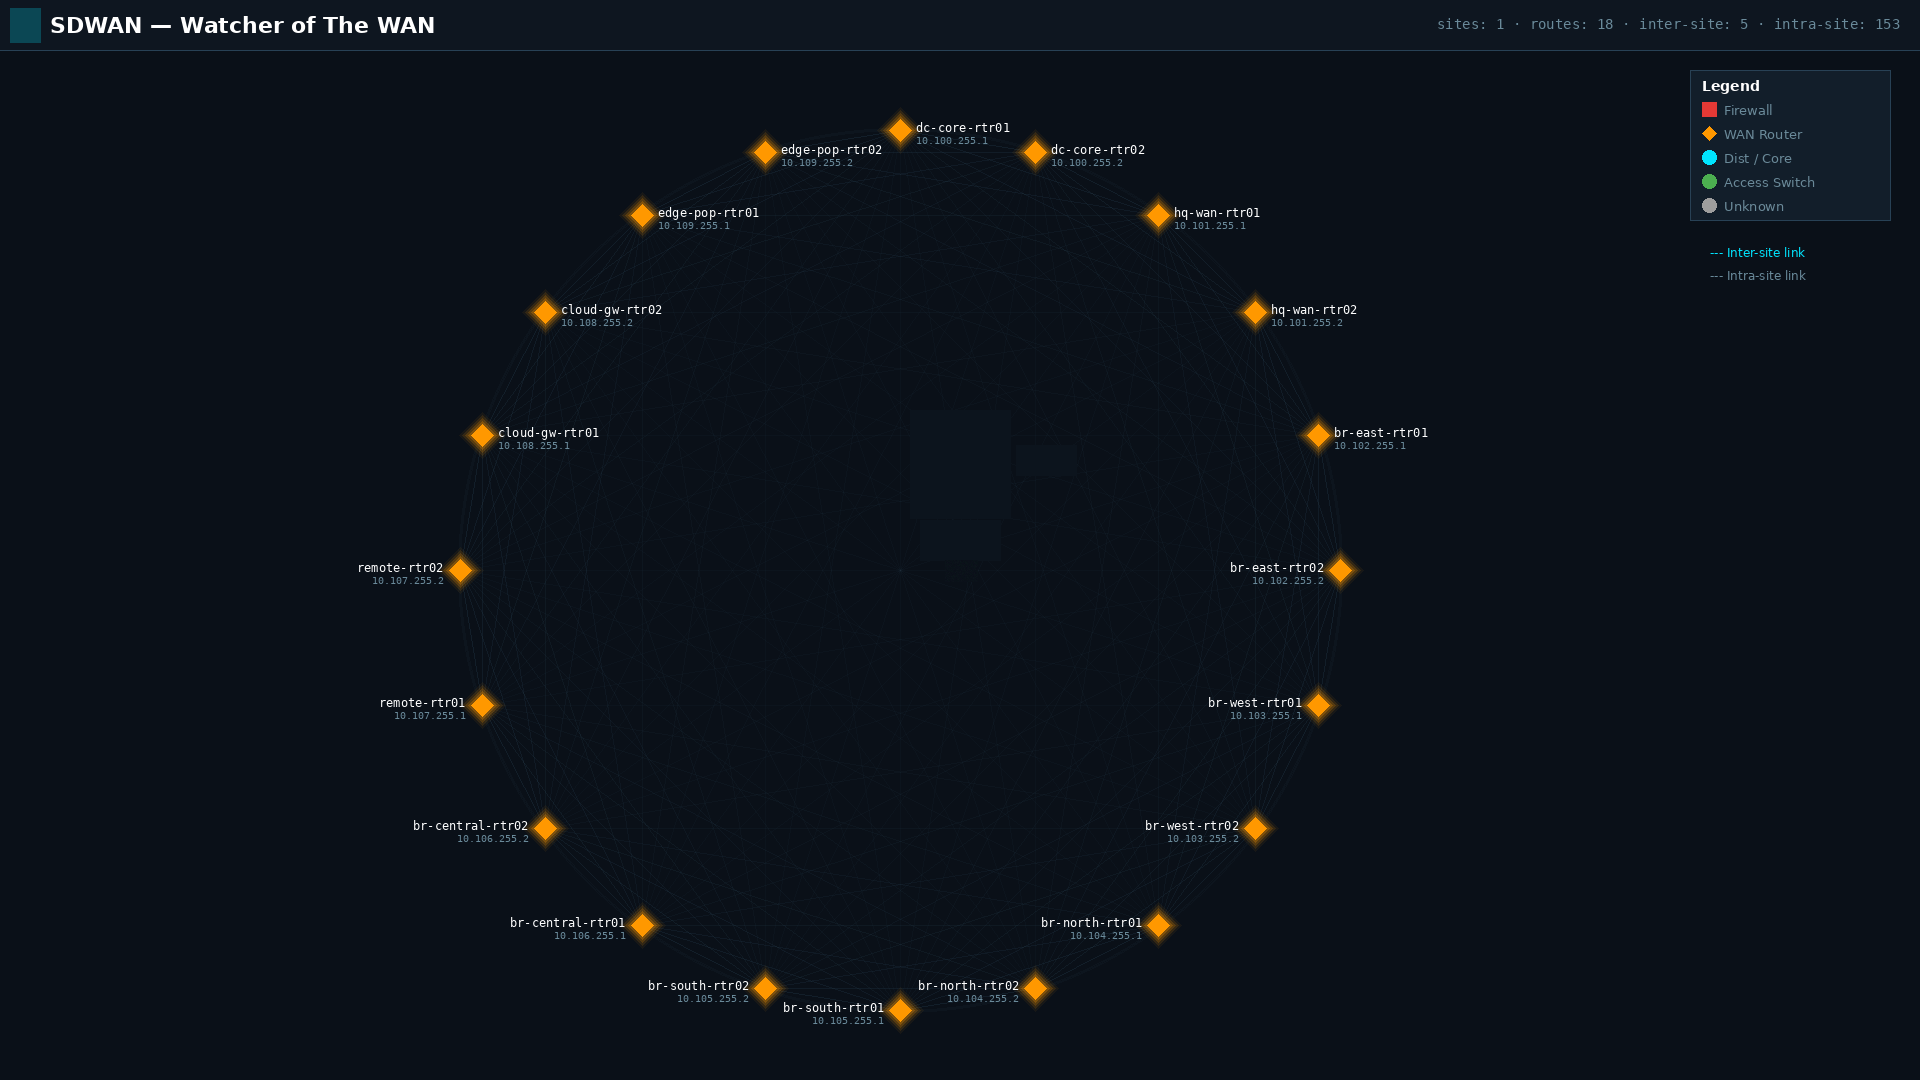 SDWAN — Watcher of The WAN
sites: 1 · routes: 18 · inter-site: 5 · intra-site: 153
Legend
Firewall
WAN Router
Dist / Core
Access Switch
Unknown
--- Inter-site link
--- Intra-site link
dc-core-rtr01
10.100.255.1
edge-pop-rtr02
10.109.255.2
dc-core-rtr02
10.100.255.2
edge-pop-rtr01
10.109.255.1
hq-wan-rtr01
10.101.255.1
cloud-gw-rtr02
10.108.255.2
hq-wan-rtr02
10.101.255.2
cloud-gw-rtr01
10.108.255.1
br-east-rtr01
10.102.255.1
remote-rtr02
10.107.255.2
br-east-rtr02
10.102.255.2
remote-rtr01
10.107.255.1
br-west-rtr01
10.103.255.1
br-central-rtr02
10.106.255.2
br-west-rtr02
10.103.255.2
br-central-rtr01
10.106.255.1
br-north-rtr01
10.104.255.1
br-south-rtr02
10.105.255.2
br-north-rtr02
10.104.255.2
br-south-rtr01
10.105.255.1